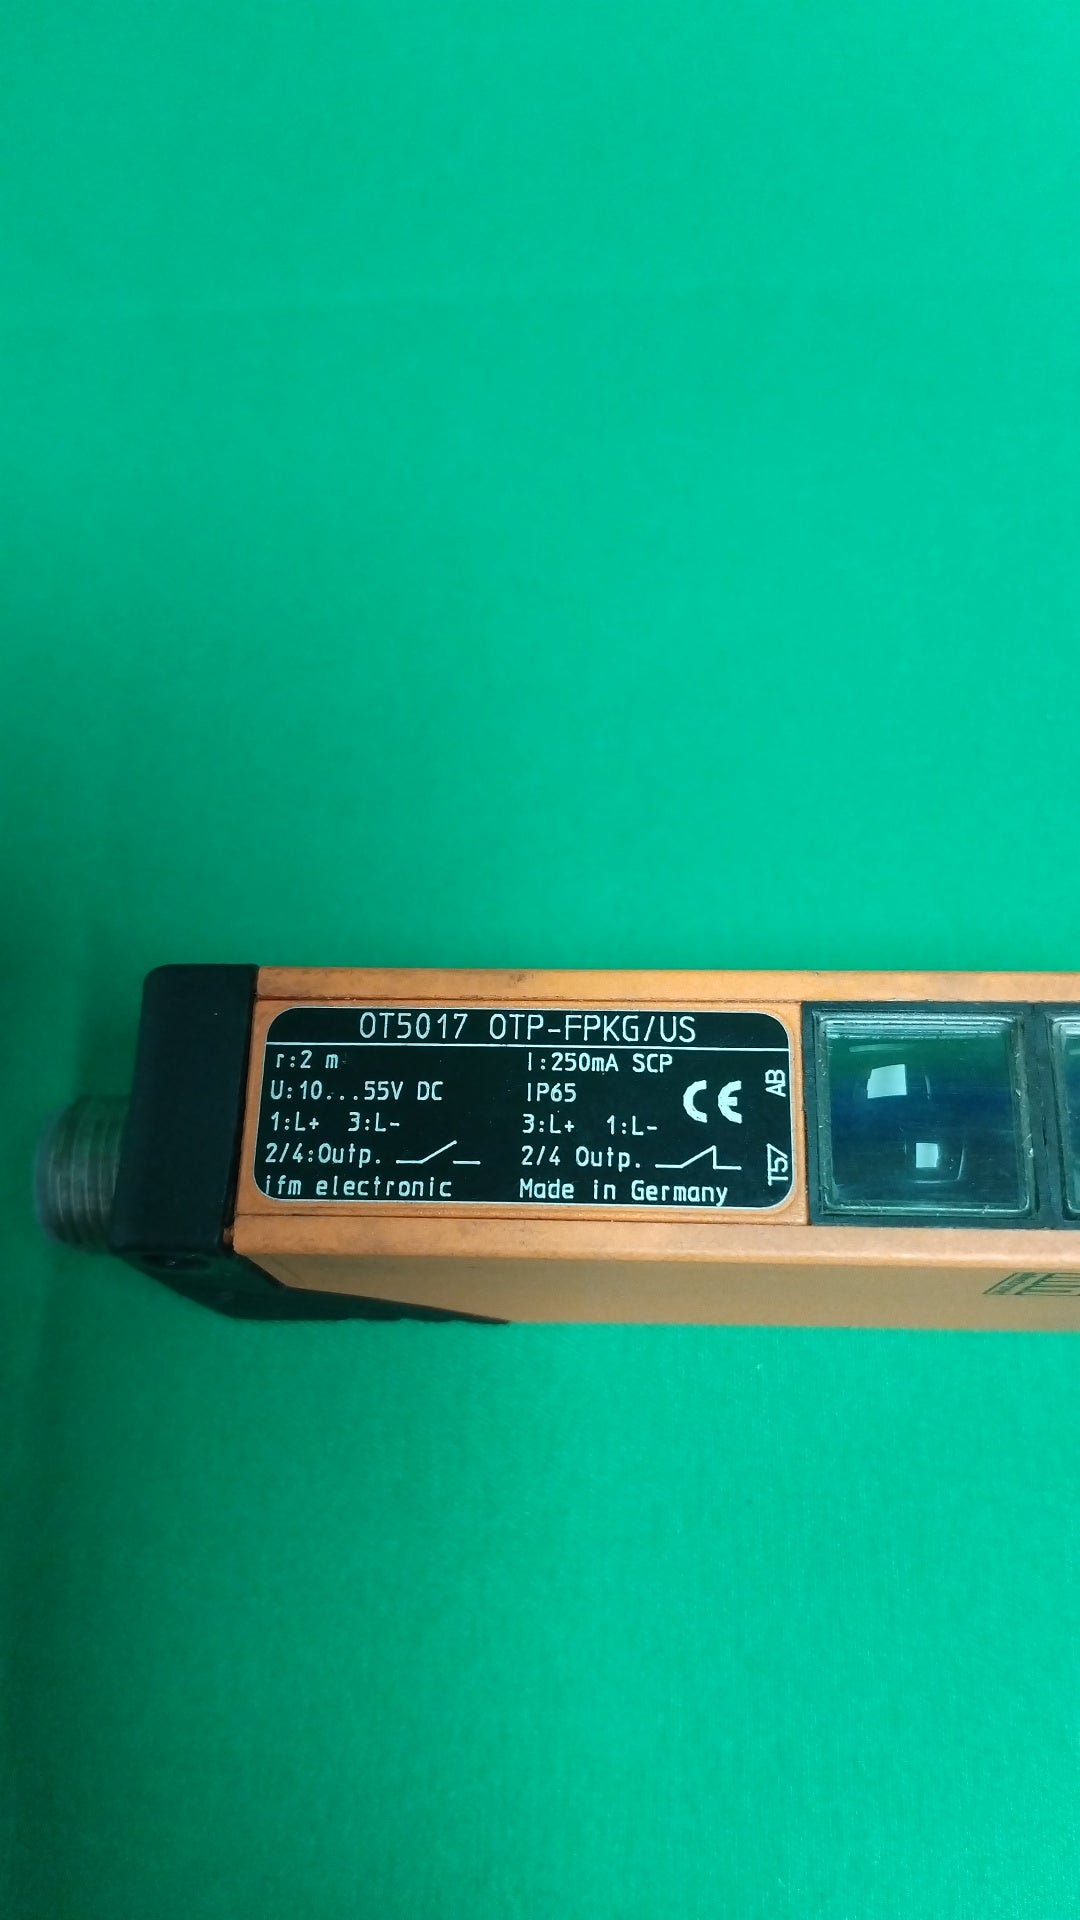 OT5017 OTP-FPKG/US
r:2 m I:250mA SCP
U:10...55V DC IP65
1:L+ 3:L- 3:L+ 1:L-
2/4:Outp. 2/4 Outp.
ifm electronic Made in Germany
CE
AB
T57